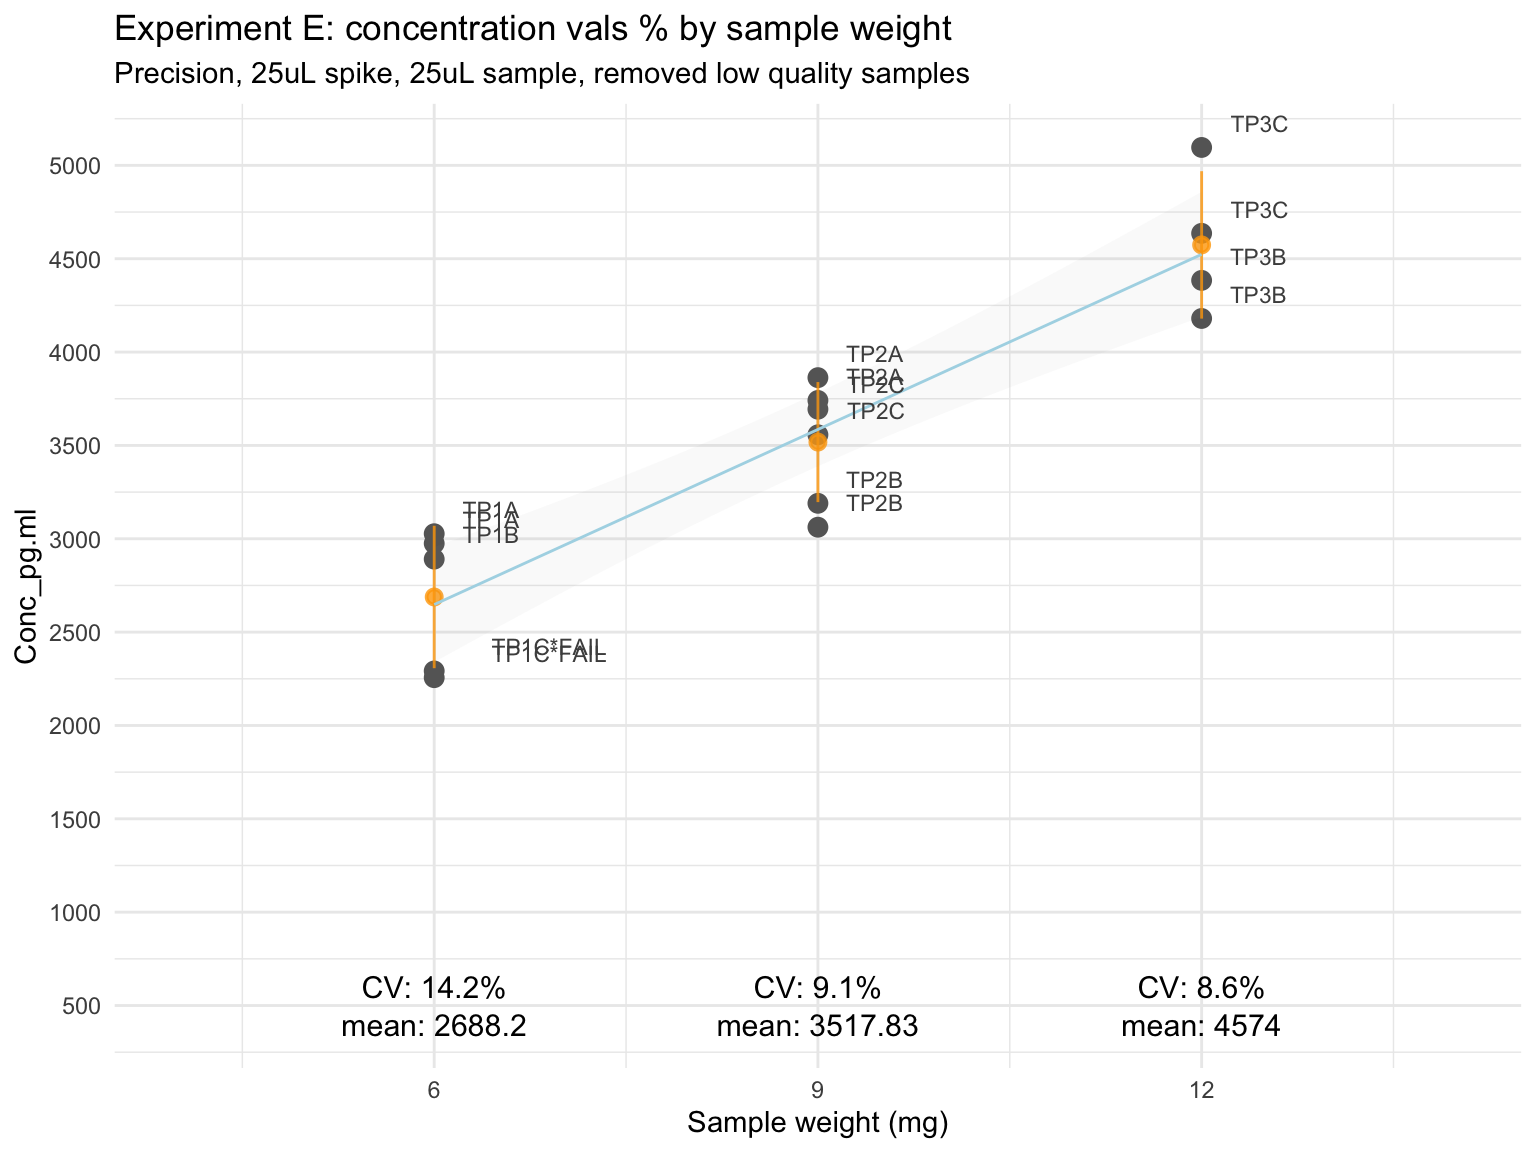 Experiment E: concentration vals % by sample weight
Precision, 25uL spike, 25uL sample, removed low quality samples
Conc_pg.ml
5000
4500
4000
3500
3000
2500
2000
1500
1000
500
TP3C
TP3C
TP3B
TP3B
TP2A
TP2A
TP2C
TP2C
TP2B
TP2B
TP1A
TP1A
TP1B
TP1C*FAIL
TP1C*FAIL
CV: 14.2%
mean: 2688.2
CV: 9.1%
mean: 3517.83
CV: 8.6%
mean: 4574
6
9
12
Sample weight (mg)